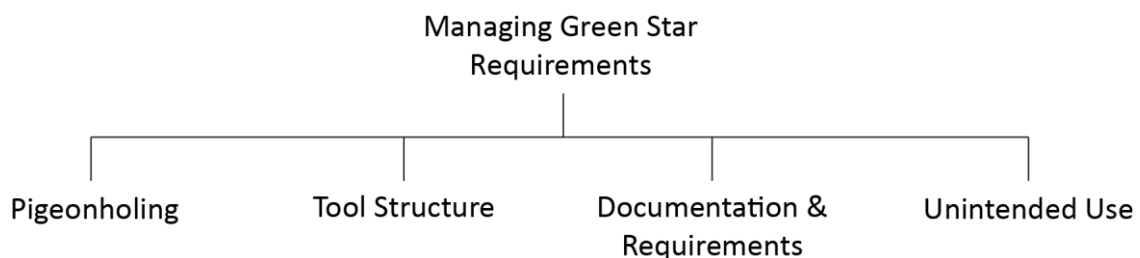 Managing Green Star
Requirements
Pigeonholing
Tool Structure
Documentation &
Requirements
Unintended Use